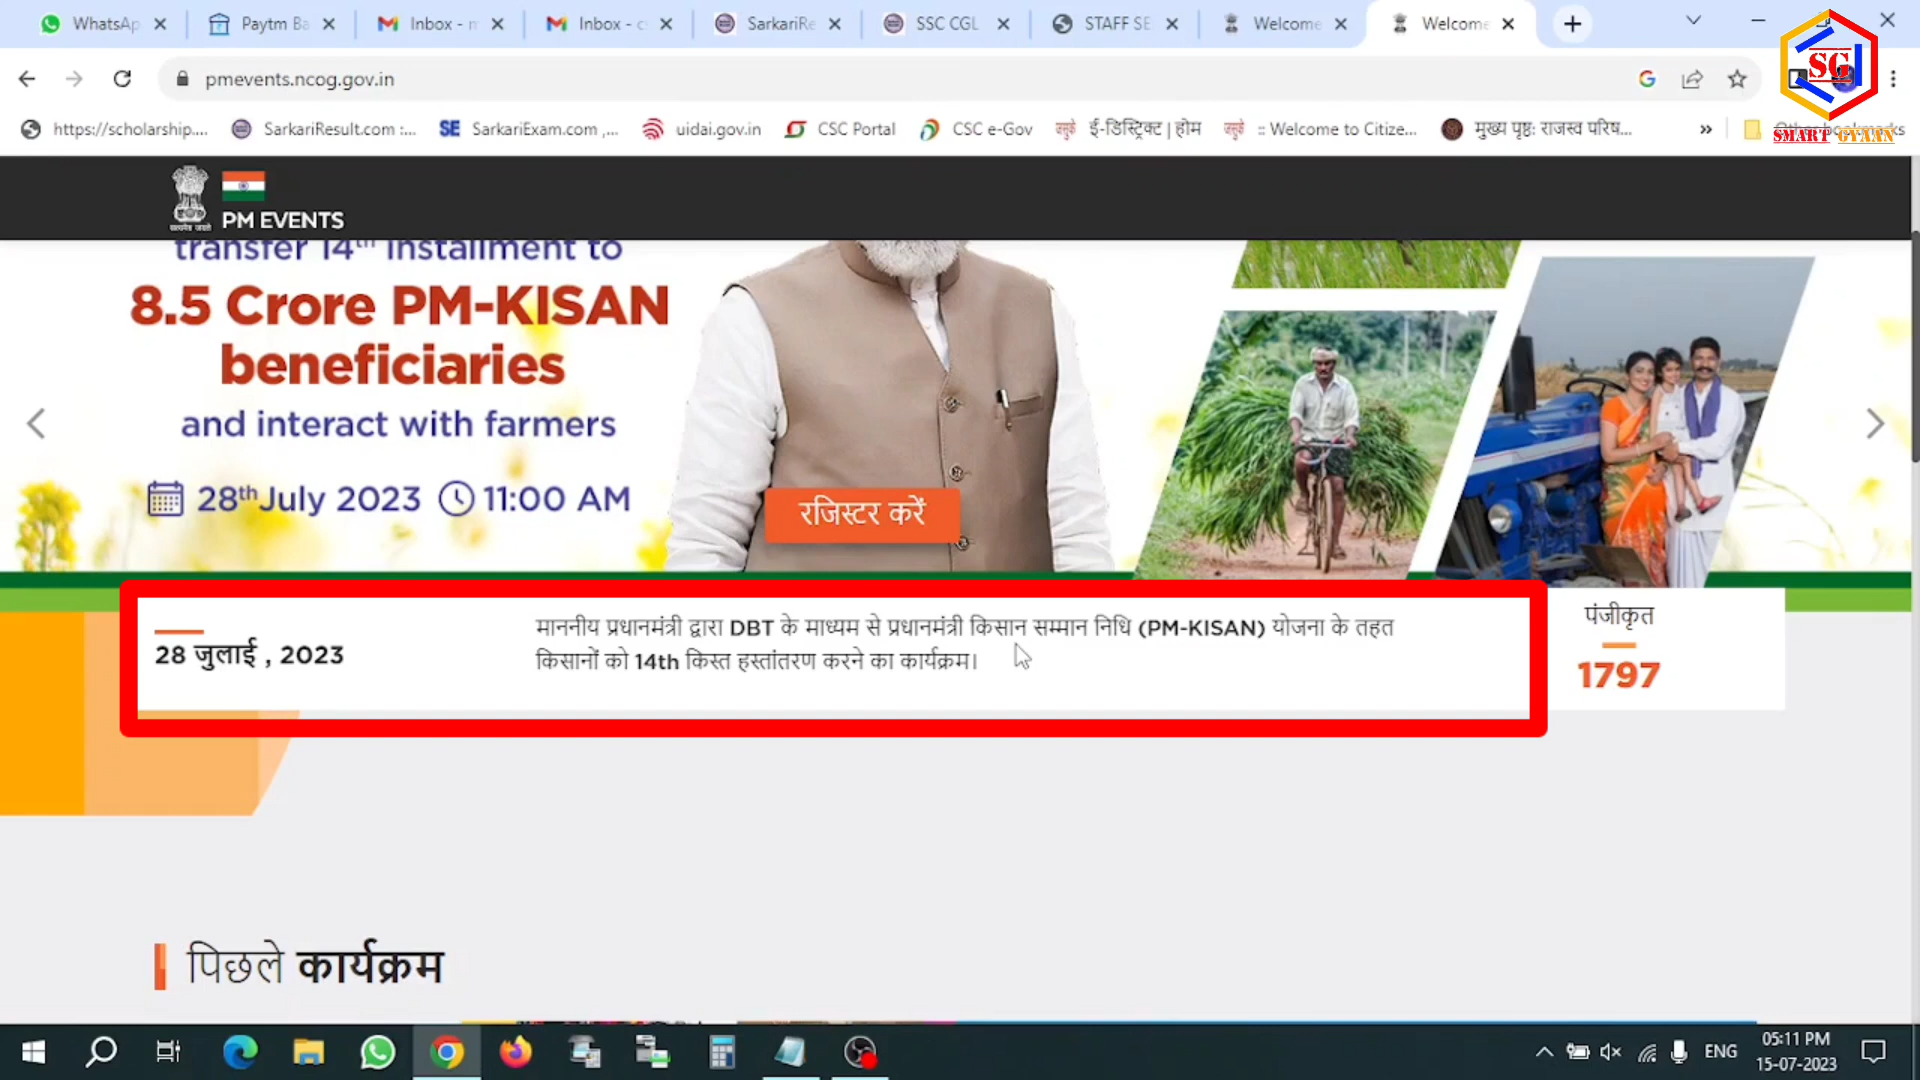 WhatsAp
Paytm Ba
Inbox - m
Inbox - c
SarkariRe
SSC CGL
STAFF SE
Welcome
Welcome
pmevents.ncog.gov.in
SG
SMART GYAAN
https://scholarship....
SarkariResult.com :...
SE SarkariExam.com ,...
uidai.gov.in
CSC Portal
CSC e-Gov
ई-डिस्ट्रिक्ट | होम
:: Welcome to Citize...
मुख्य पृष्ठ: राजस्व परिष...
»
Other bookmarks
PM EVENTS
transfer 14th installment to
8.5 Crore PM-KISAN
beneficiaries
and interact with farmers
28th July 2023 11:00 AM
रजिस्टर करें
28 जुलाई , 2023
माननीय प्रधानमंत्री द्वारा DBT के माध्यम से प्रधानमंत्री किसान सम्मान निधि (PM-KISAN) योजना के तहत
किसानों को 14th किस्त हस्तांतरण करने का कार्यक्रम।
पंजीकृत
1797
पिछले कार्यक्रम
ENG
05:11 PM
15-07-2023